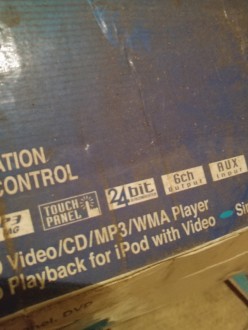 ATION
CONTROL
TOUCH PANEL
24bit
6ch OUTPUT
AUX INPUT
Video/CD/MP3/WMA Player
Playback for iPod with Video